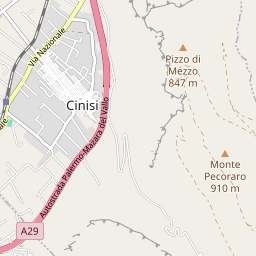 Via Nazionale
Pizzo di
Mezzo
847 m
Cinisi
Autostrada Palermo-Mazara del Vallo
Monte
Pecoraro
910 m
A29